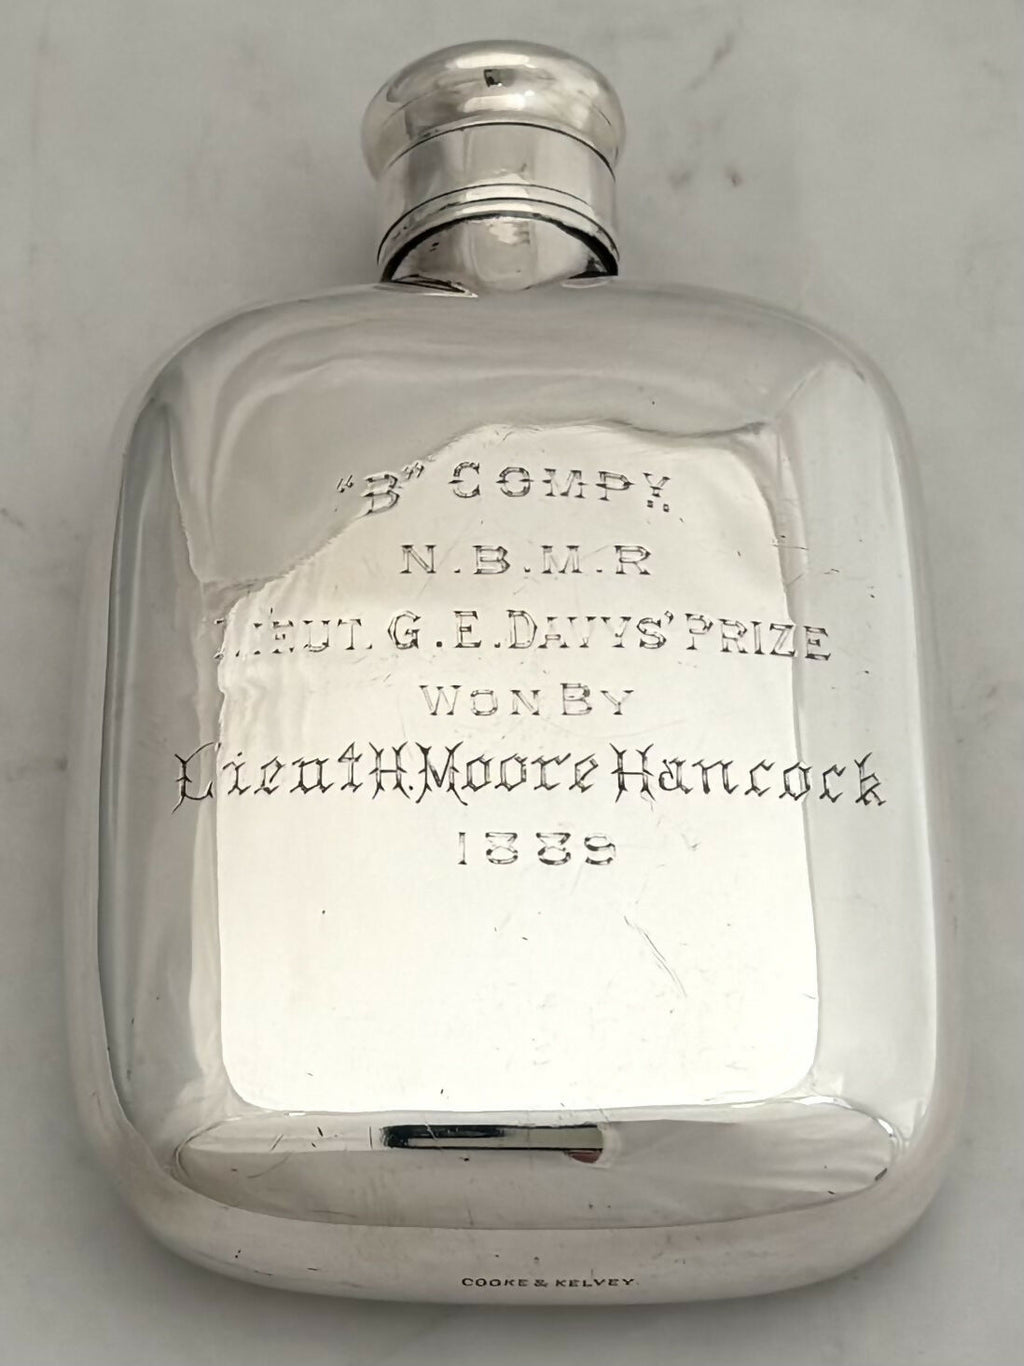 "B" COMPY.
N.B.M.R
LIEUT. G.E. DAVYS' PRIZE
WON BY
Lieut H. Moore Hancock
1889
COOKE & KELVEY